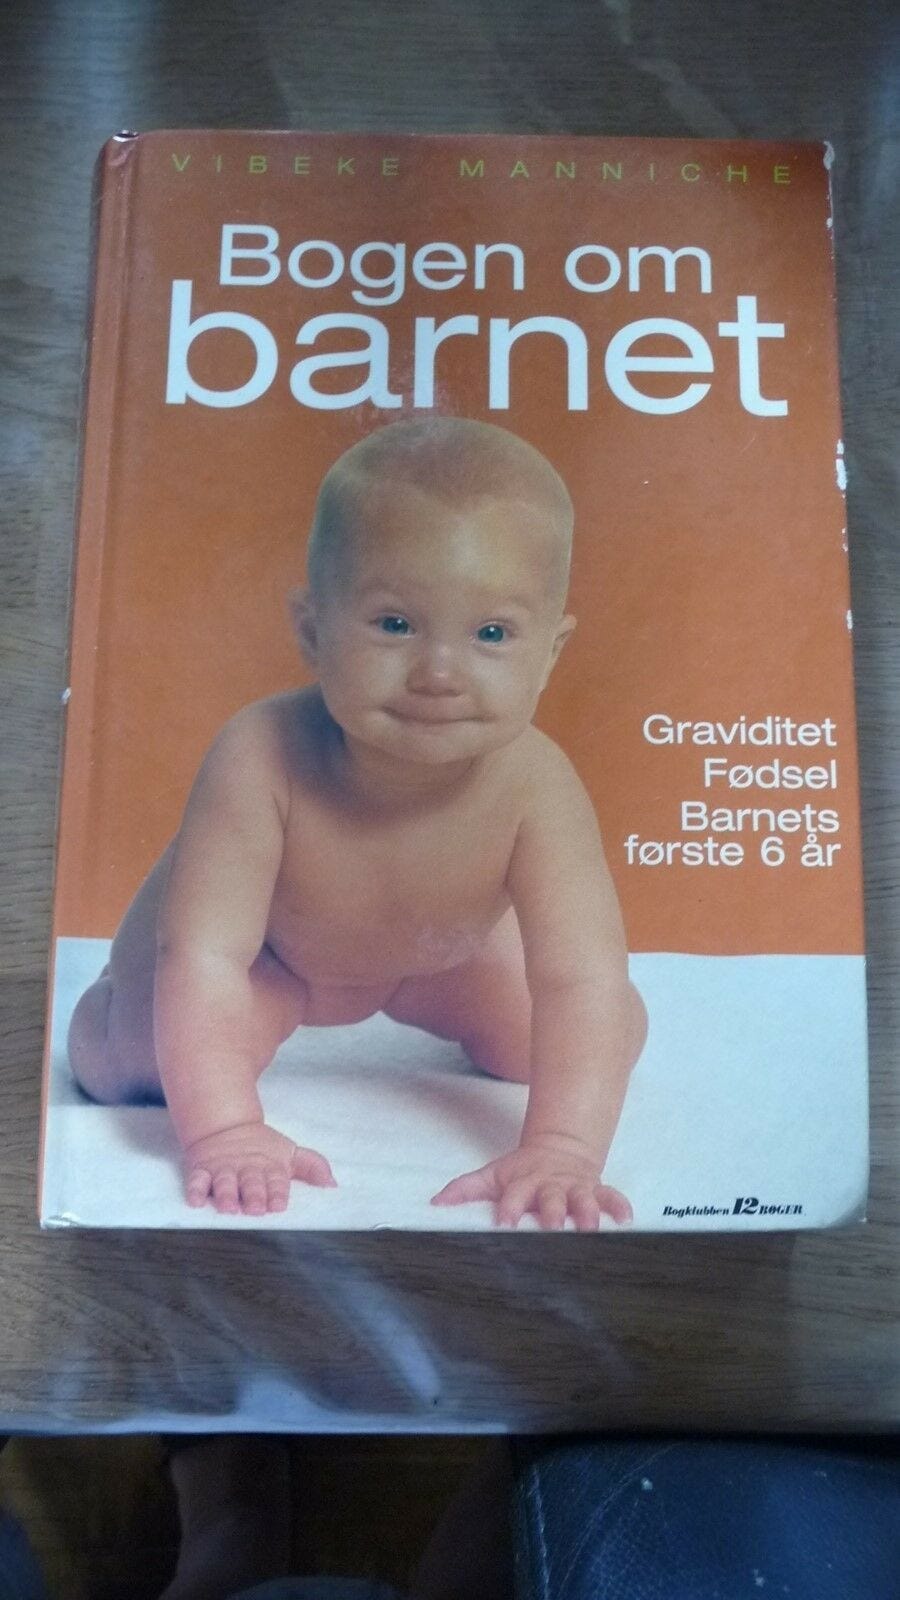 VIBEKE MANNICHE
Bogen om
barnet
Graviditet
Fødsel
Barnets
første 6 år
Bogklubben 12 BØGER